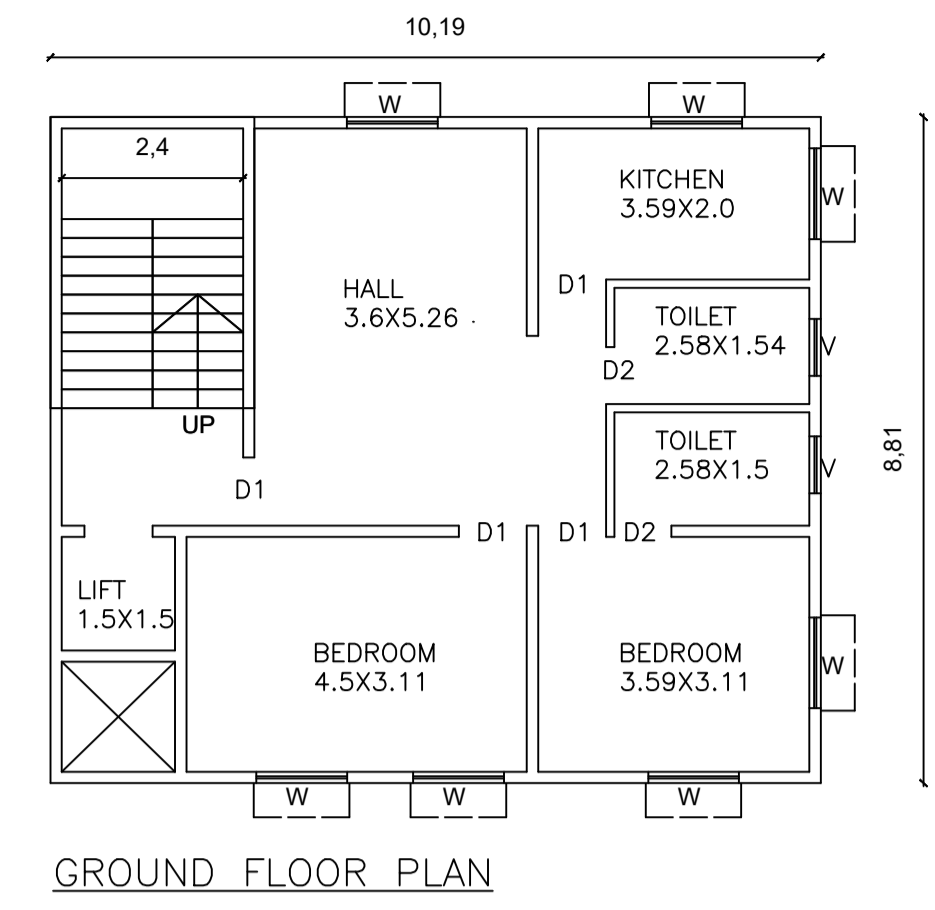 10,19
W
W
2,4
KITCHEN
3.59X2.0
W
HALL
3.6X5.26
D1
TOILET
2.58X1.54
V
D2
UP
TOILET
2.58X1.5
V
8,81
D1
D1
D1
D2
LIFT
1.5X1.5
BEDROOM
4.5X3.11
BEDROOM
3.59X3.11
W
W
W
W
GROUND FLOOR PLAN